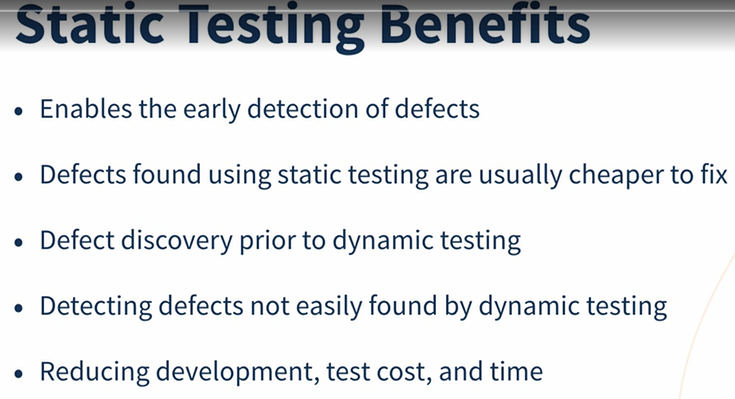 Static Testing Benefits
• Enables the early detection of defects
• Defects found using static testing are usually cheaper to fix
• Defect discovery prior to dynamic testing
• Detecting defects not easily found by dynamic testing
• Reducing development, test cost, and time